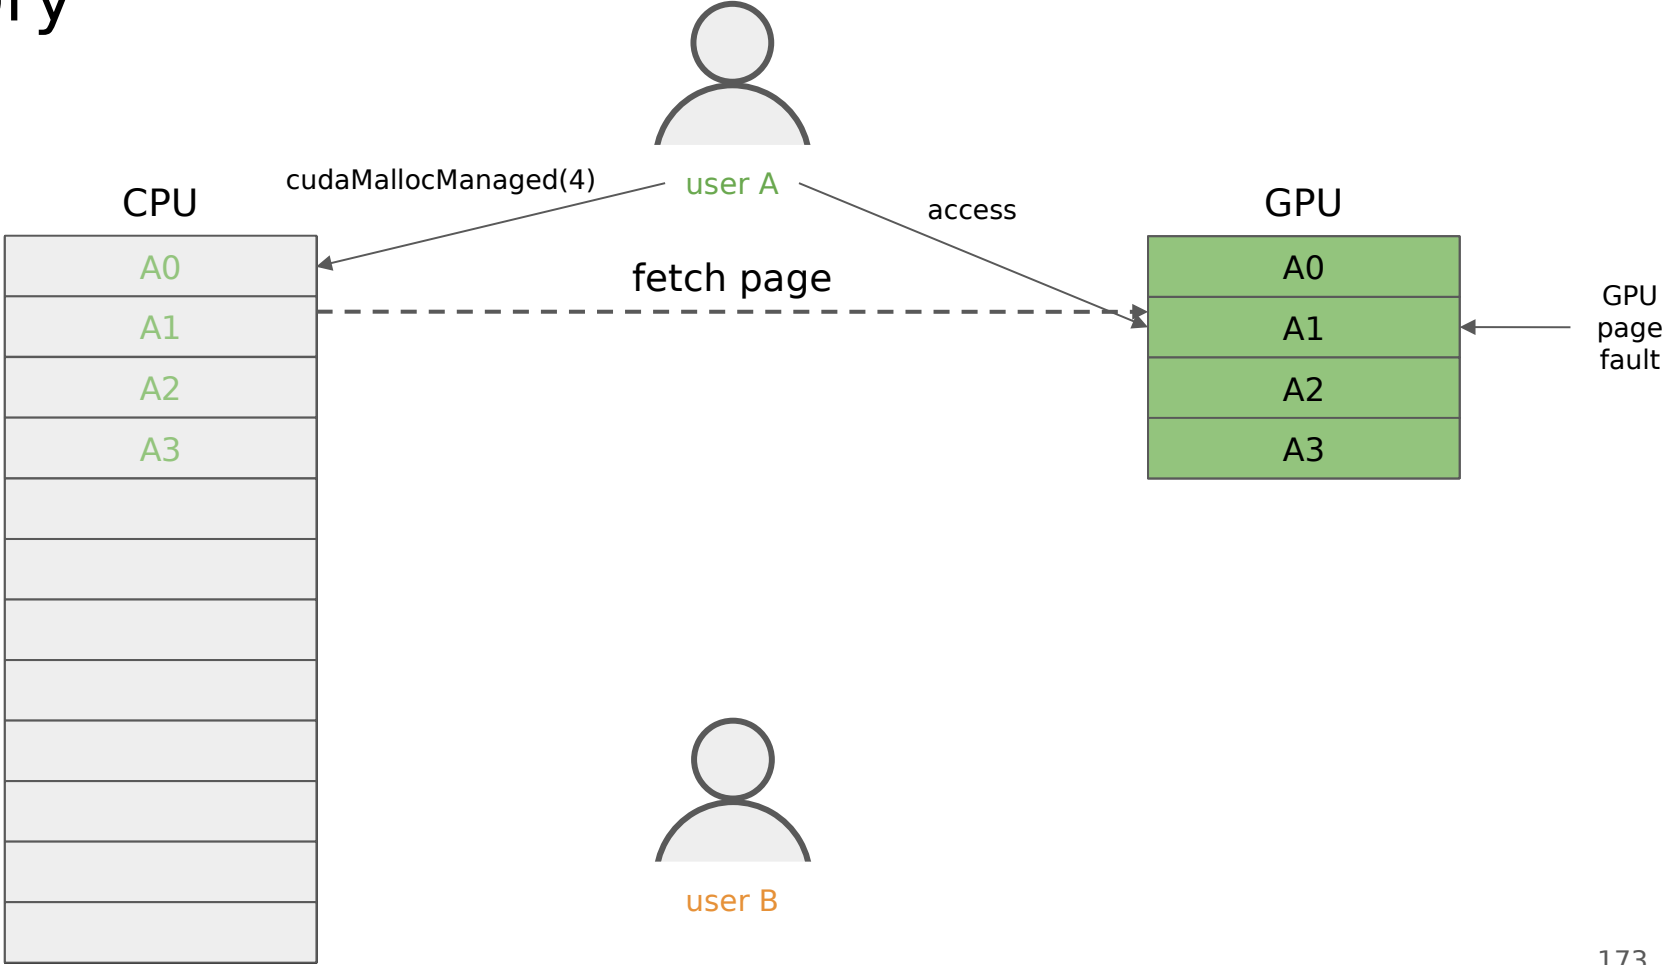 user A
cudaMallocManaged(4)
access
CPU
GPU
fetch page
A0
A1
A2
A3
A0
A1
A2
A3
GPU
page
fault
user B
173